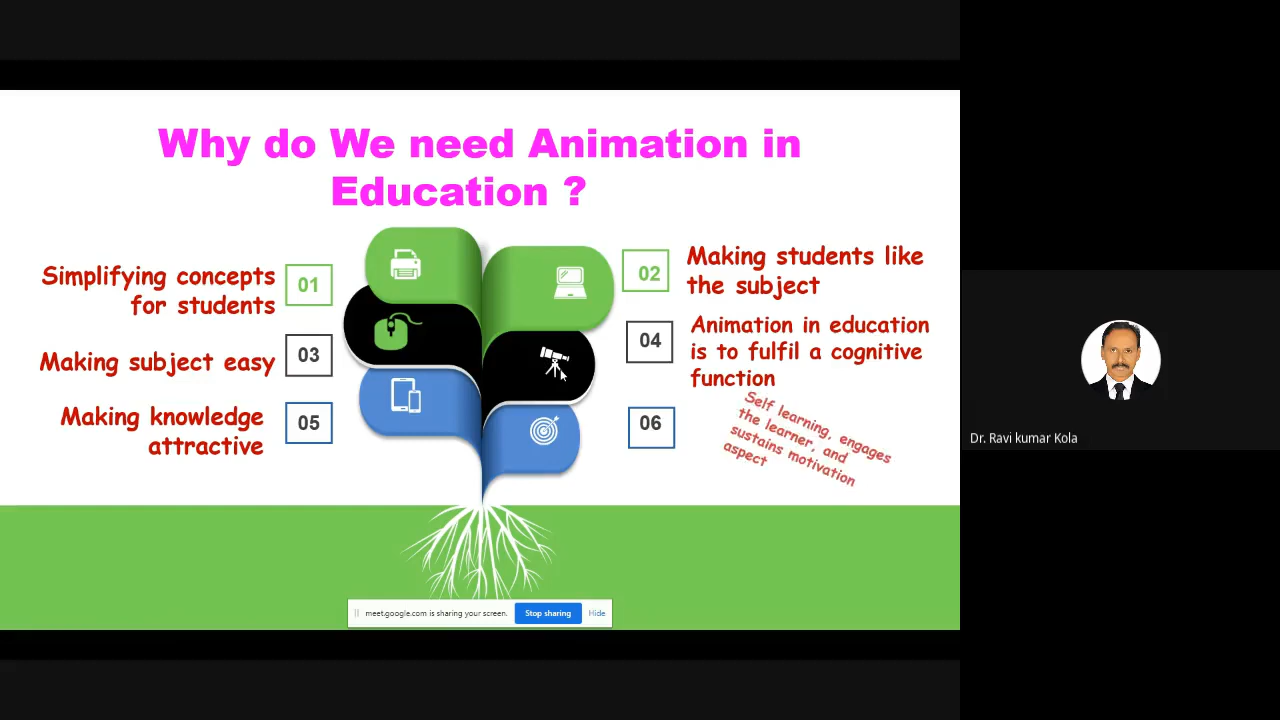 Why do We need Animation in
Education ?
Simplifying concepts
for students
01
02
Making students like
the subject
Making subject easy
03
04
Animation in education
is to fulfil a cognitive
function
Making knowledge
attractive
05
06
Self learning, engages
the learner, and
sustains motivation
aspect
Dr. Ravi kumar Kola
meet.google.com is sharing your screen.
Stop sharing
Hide